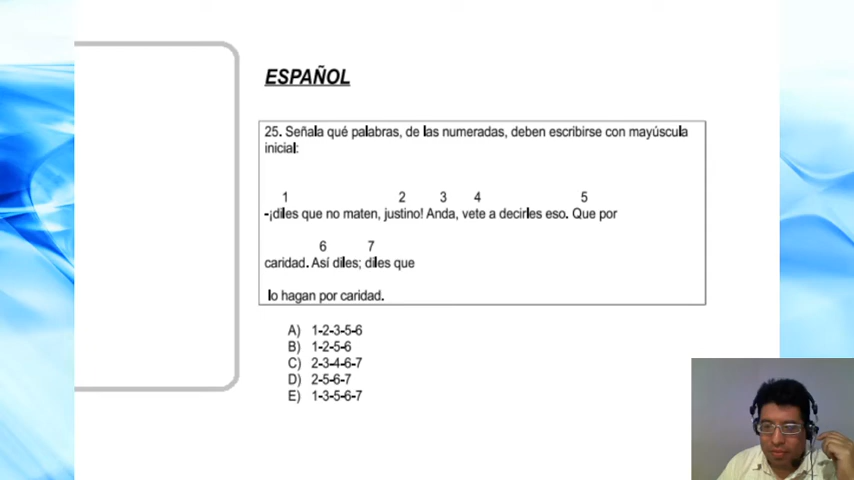 ESPAÑOL
25. Señala qué palabras, de las numeradas, deben escribirse con mayúscula
inicial:
1 2 3 4 5
-¡diles que no maten, justino! Anda, vete a decirles eso. Que por
6 7
caridad. Así diles; diles que
lo hagan por caridad.
A) 1-2-3-5-6
B) 1-2-5-6
C) 2-3-4-6-7
D) 2-5-6-7
E) 1-3-5-6-7